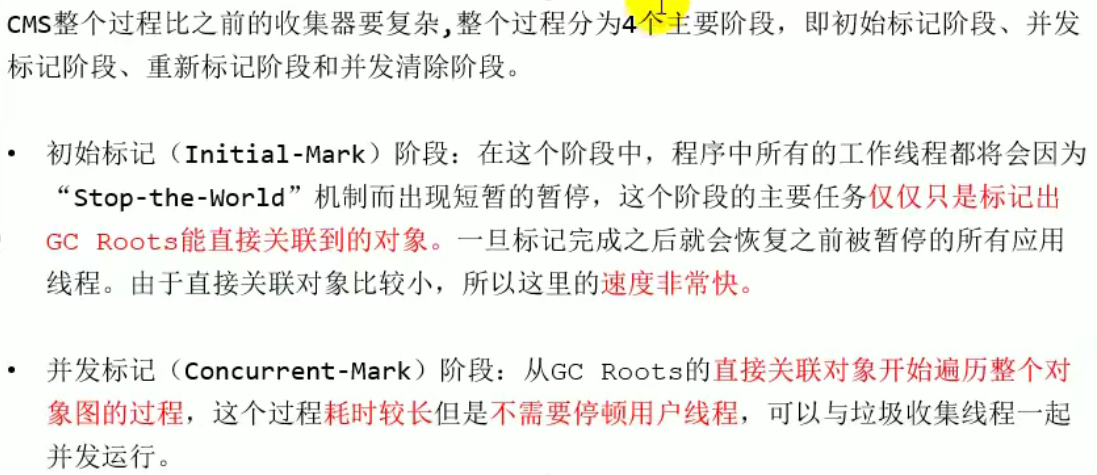 CMS整个过程比之前的收集器要复杂,整个过程分为4个主要阶段，即初始标记阶段、并发
标记阶段、重新标记阶段和并发清除阶段。
• 初始标记（Initial-Mark）阶段：在这个阶段中，程序中所有的工作线程都将会因为
“Stop-the-World”机制而出现短暂的暂停，这个阶段的主要任务仅仅只是标记出
GC Roots能直接关联到的对象。一旦标记完成之后就会恢复之前被暂停的所有应用
线程。由于直接关联对象比较小，所以这里的速度非常快。
• 并发标记（Concurrent-Mark）阶段：从GC Roots的直接关联对象开始遍历整个对
象图的过程，这个过程耗时较长但是不需要停顿用户线程，可以与垃圾收集线程一起
并发运行。